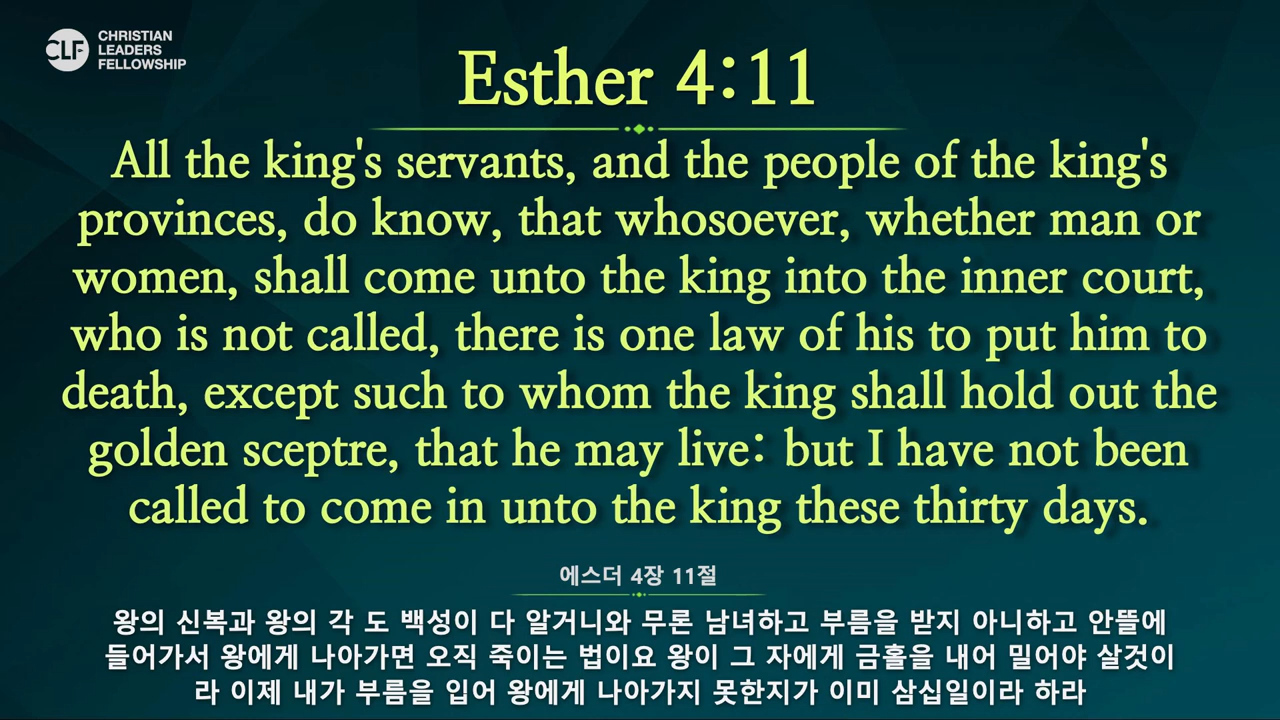 CLF
CHRISTIAN
LEADERS
FELLOWSHIP
Esther 4:11
All the king's servants, and the people of the king's
provinces, do know, that whosoever, whether man or
women, shall come unto the king into the inner court,
who is not called, there is one law of his to put him to
death, except such to whom the king shall hold out the
golden sceptre, that he may live: but I have not been
called to come in unto the king these thirty days.
에스더 4장 11절
왕의 신복과 왕의 각 도 백성이 다 알거니와 무론 남녀하고 부름을 받지 아니하고 안뜰에
들어가서 왕에게 나아가면 오직 죽이는 법이요 왕이 그 자에게 금홀을 내어 밀어야 살것이
라 이제 내가 부름을 입어 왕에게 나아가지 못한지가 이미 삼십일이라 하라